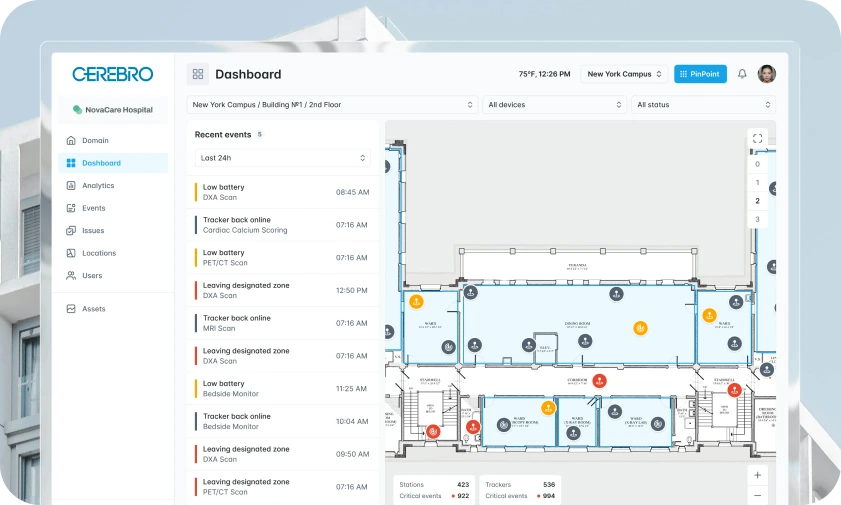 CEREBRO
NovaCare Hospital
Domain
Dashboard
Analytics
Events
Issues
Locations
Users
Assets
Dashboard
75°F, 12:26 PM
New York Campus
PinPoint
New York Campus / Building №1 / 2nd Floor
All devices
All status
Recent events 5
Last 24h
Low battery
DXA Scan
08:45 AM
Tracker back online
Cardiac Calcium Scoring
07:16 AM
Low battery
PET/CT Scan
07:16 AM
Leaving designated zone
DXA Scan
12:50 PM
Tracker back online
MRI Scan
07:16 AM
Leaving designated zone
DXA Scan
07:16 AM
Low battery
Bedside Monitor
11:25 AM
Tracker back online
Bedside Monitor
10:04 AM
Leaving designated zone
DXA Scan
09:50 AM
Leaving designated zone
PET/CT Scan
07:16 AM
0
1
2
3
VERANDA
WARD
DINING ROOM
WARD
STAIRWELL
CORRIDOR
STAIRWELL
WARD
WARD
WARD
Stations 423
Critical events 922
Trackers 536
Critical events 994
+
−